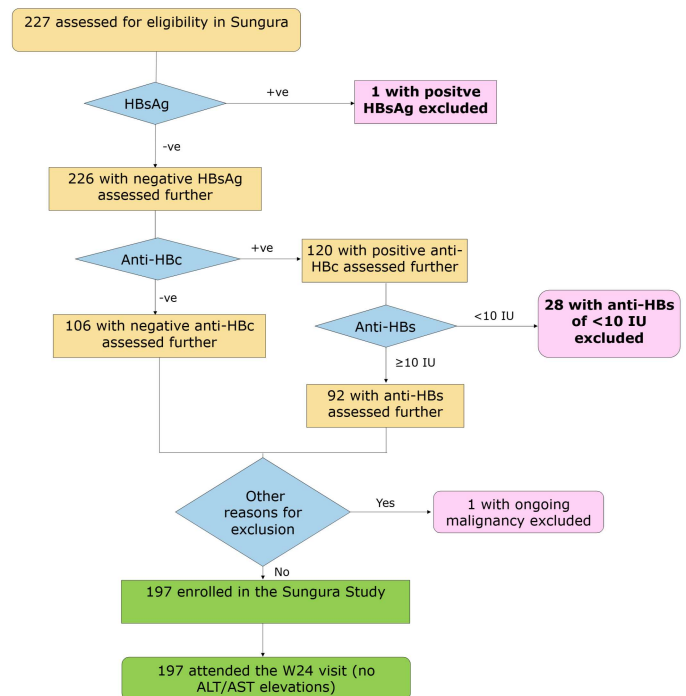 227 assessed for eligibility in Sungura
HBsAg
+ve
1 with positve
HBsAg excluded
-ve
226 with negative HBsAg
assessed further
Anti-HBc
+ve
120 with positive anti-
HBc assessed further
-ve
106 with negative anti-HBc
assessed further
Anti-HBs
<10 IU
28 with anti-HBs
of <10 IU
excluded
≥10 IU
92 with anti-HBs
assessed further
Other
reasons for
exclusion
Yes
1 with ongoing
malignancy excluded
No
197 enrolled in the Sungura Study
197 attended the W24 visit (no
ALT/AST elevations)